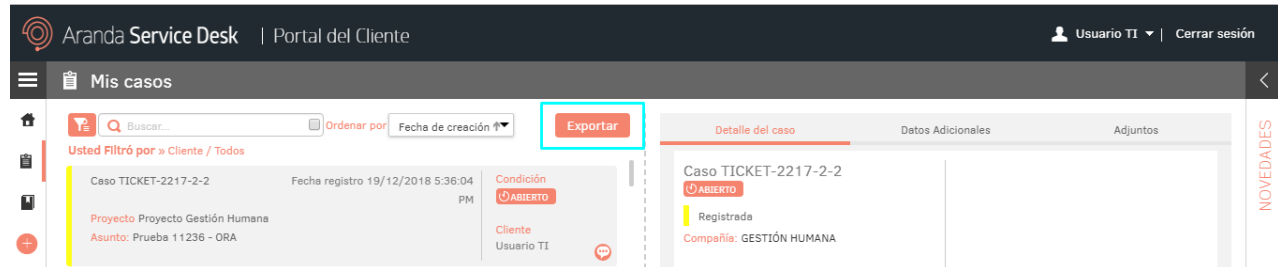 Aranda Service Desk | Portal del Cliente
Usuario TI | Cerrar sesión
Mis casos
Buscar...
Ordenar por
Fecha de creación
Exportar
Usted Filtró por » Cliente / Todos
Caso TICKET-2217-2-2
Fecha registro 19/12/2018 5:36:04
PM
Proyecto Proyecto Gestión Humana
Asunto: Prueba 11236 - ORA
Condición
ABIERTO
Cliente
Usuario TI
Detalle del caso
Datos Adicionales
Adjuntos
Caso TICKET-2217-2-2
ABIERTO
Registrada
Compañía: GESTIÓN HUMANA
NOVEDADES